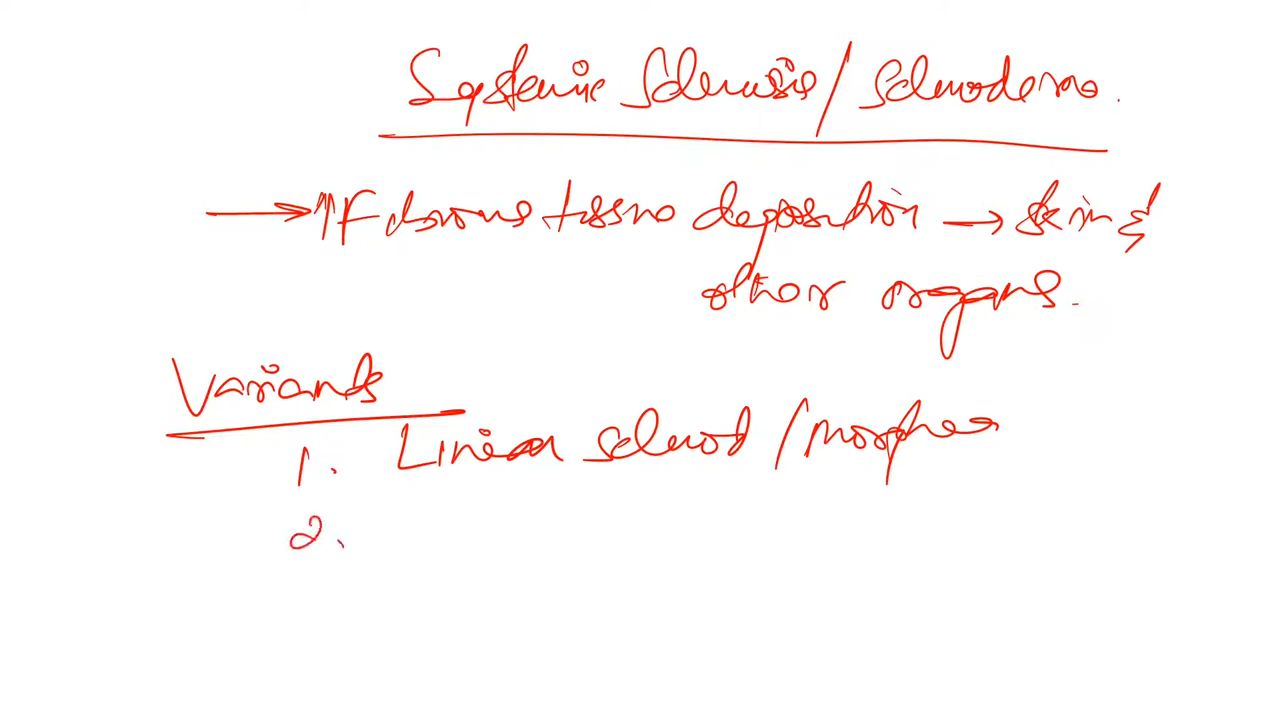 Systemic Sclerosis / Scleroderma.
→ ↑↑ Fibrous tissue deposition → skin &
other organs.
Variants
1. Linear sclerod / morphea
2.